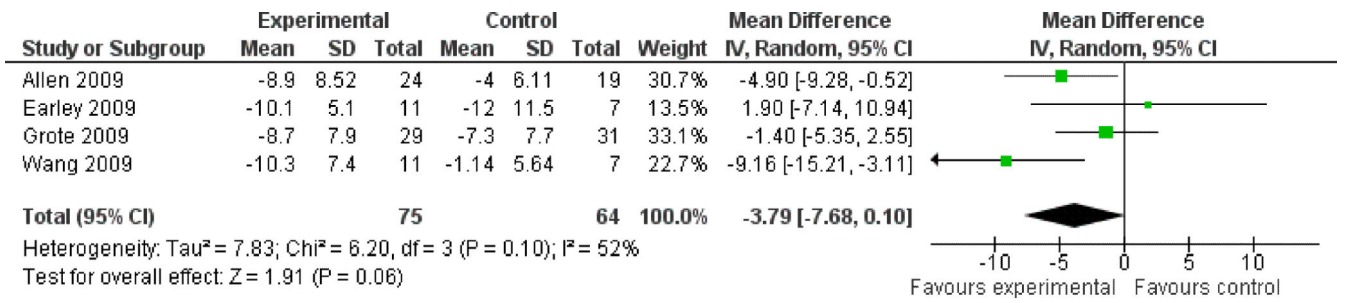 Experimental Control Mean Difference Mean Difference
Study or Subgroup Mean SD Total Mean SD Total Weight IV, Random, 95% CI IV, Random, 95% CI
Allen 2009 -8.9 8.52 24 -4 6.11 19 30.7% -4.90 [-9.28, -0.52]
Earley 2009 -10.1 5.1 11 -12 11.5 7 13.5% 1.90 [-7.14, 10.94]
Grote 2009 -8.7 7.9 29 -7.3 7.7 31 33.1% -1.40 [-5.35, 2.55]
Wang 2009 -10.3 7.4 11 -1.14 5.64 7 22.7% -9.16 [-15.21, -3.11]
Total (95% CI) 75 64 100.0% -3.79 [-7.68, 0.10]
Heterogeneity: Tau² = 7.83; Chi² = 6.20, df = 3 (P = 0.10); I² = 52%
Test for overall effect: Z = 1.91 (P = 0.06)
-10 -5 0 5 10
Favours experimental Favours control